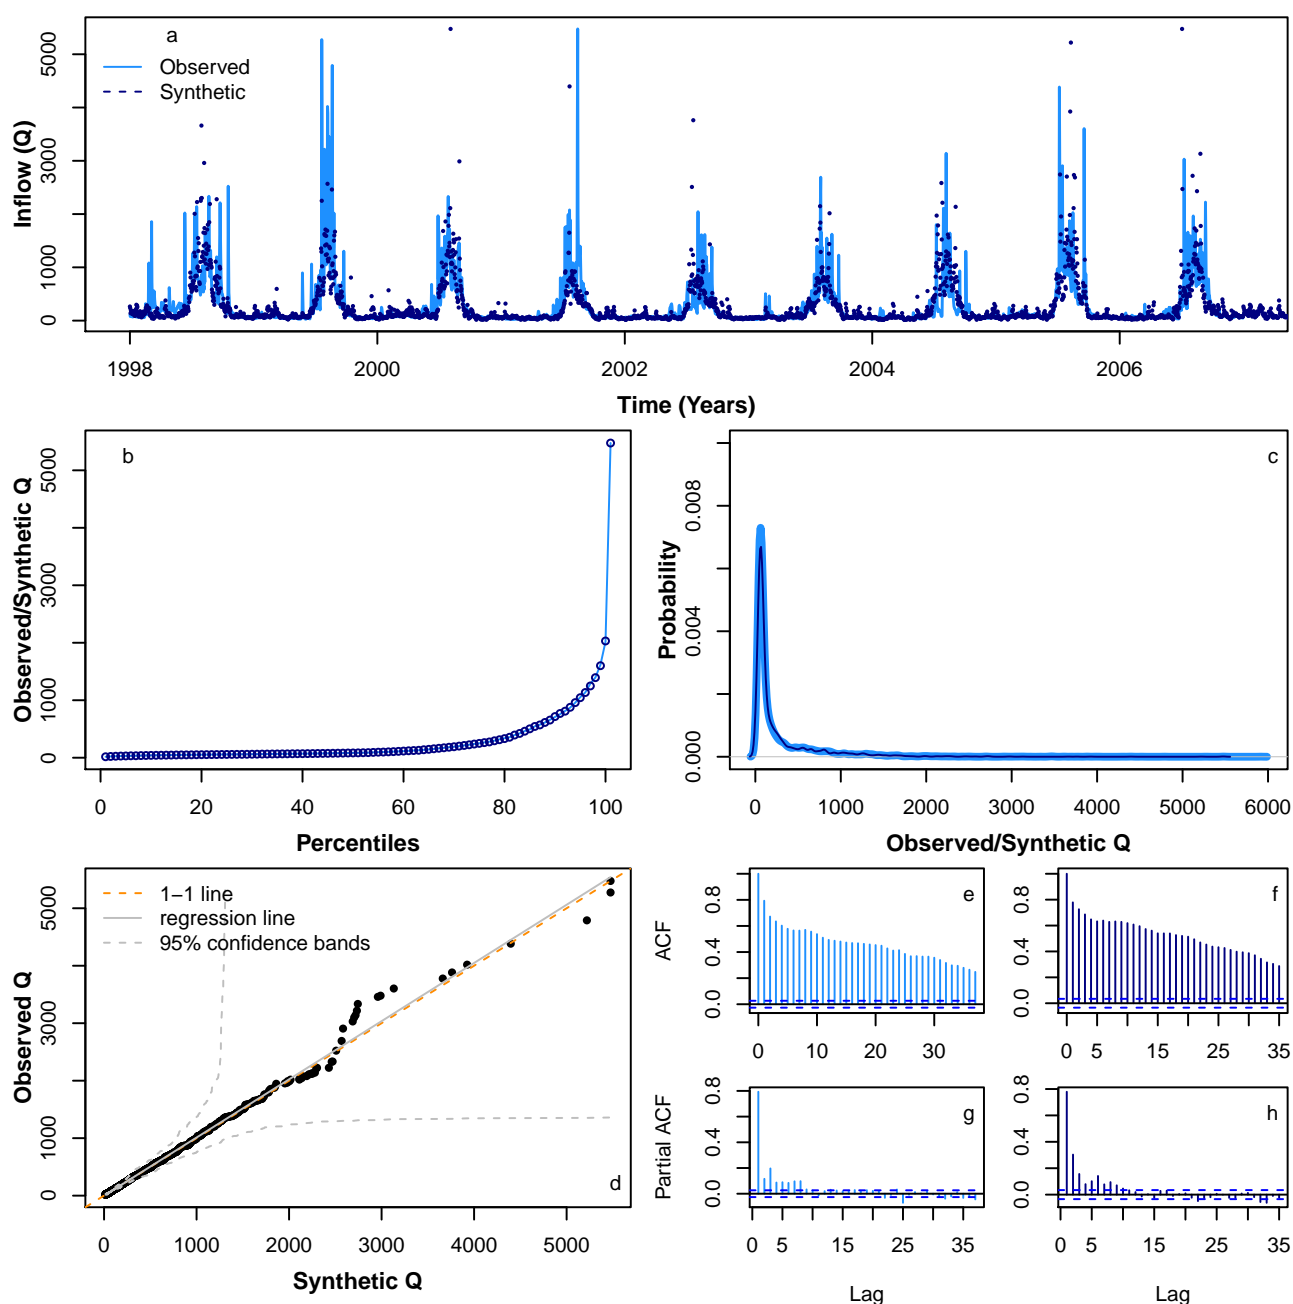 a
Observed
Synthetic
Inflow (Q)
0 1000 3000 5000
1998 2000 2002 2004 2006
Time (Years)
b
Observed/Synthetic Q
0 1000 3000 5000
0 20 40 60 80 100
Percentiles
c
Probability
0.000 0.004 0.008
0 1000 2000 3000 4000 5000 6000
Observed/Synthetic Q
1–1 line
regression line
95% confidence bands
d
Observed Q
0 1000 3000 5000
0 1000 2000 3000 4000 5000
Synthetic Q
e
ACF
0.0 0.4 0.8
0 10 20 30
f
0.0 0.4 0.8
0 5 15 25 35
g
Partial ACF
0.0 0.4 0.8
0 5 15 25 35
Lag
h
0.0 0.4 0.8
0 5 15 25 35
Lag